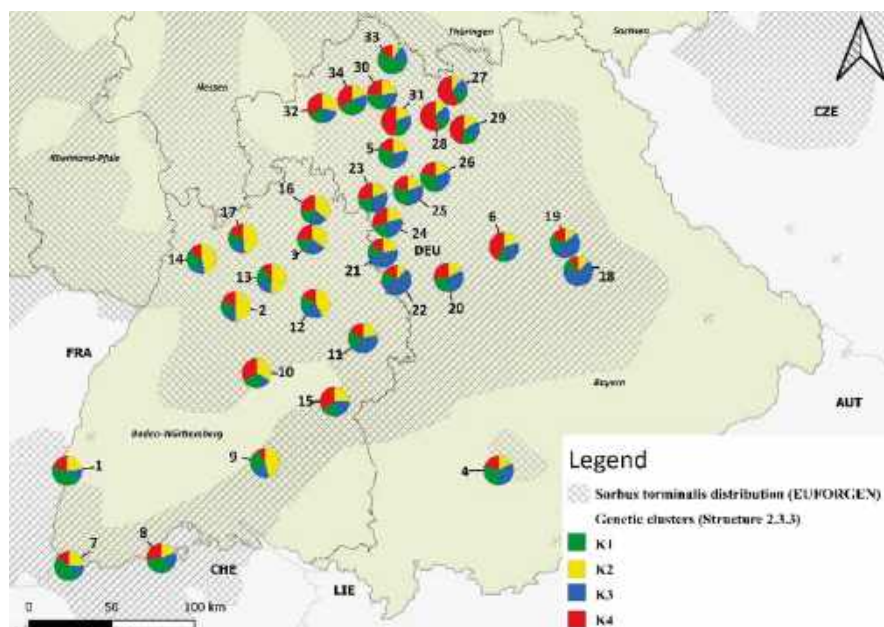 Thüringen
Sachsen
33
34
30
27
Hessen
32
31
28
29
CZE
Rheinland-Pfalz
5
26
23
25
16
17
24
6
19
3
DEU
14
21
18
13
22
20
2
12
FRA
11
10
Bayern
AUT
15
Baden-Württemberg
9
1
4
Legend
Sorbus torminalis distribution (EUFORGEN)
Genetic clusters (Structure 2.3.3)
K1
8
7
K2
CHE
K3
LIE
0 50 100 km
K4